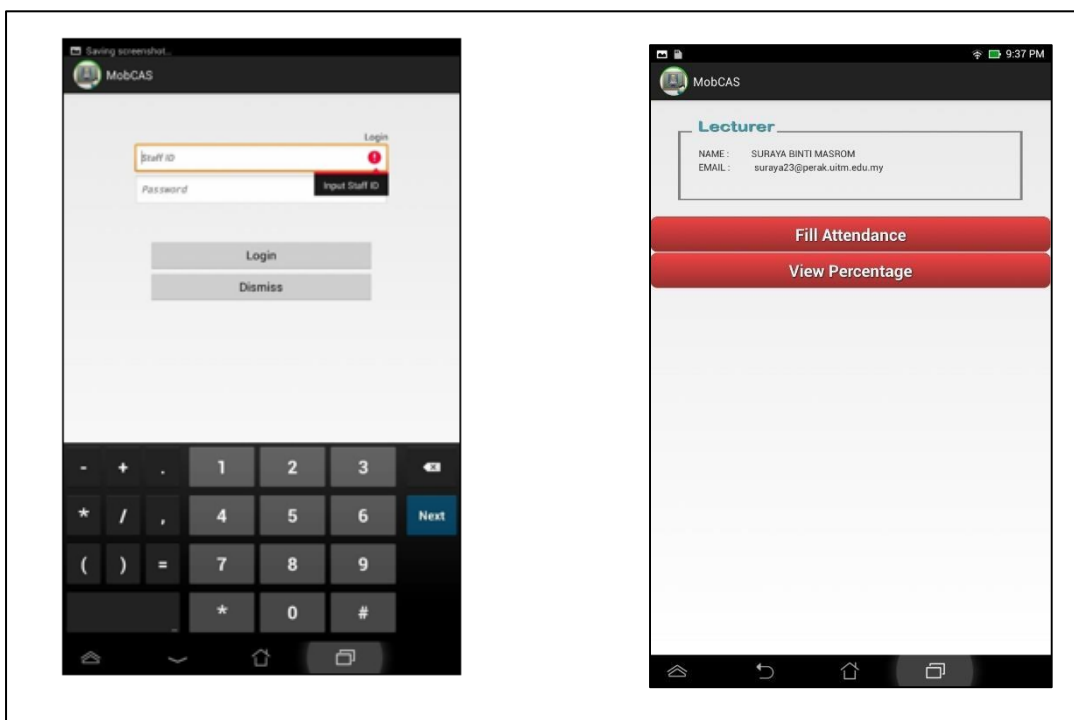 Saving screenshot...
MobCAS
Login
Staff ID
Password
Input Staff ID
Login
Dismiss
- + . 1 2 3
* / , 4 5 6 Next
( ) = 7 8 9
* 0 #
9:37 PM
MobCAS
Lecturer
NAME : SURAYA BINTI MASROM
EMAIL : suraya23@perak.uitm.edu.my
Fill Attendance
View Percentage